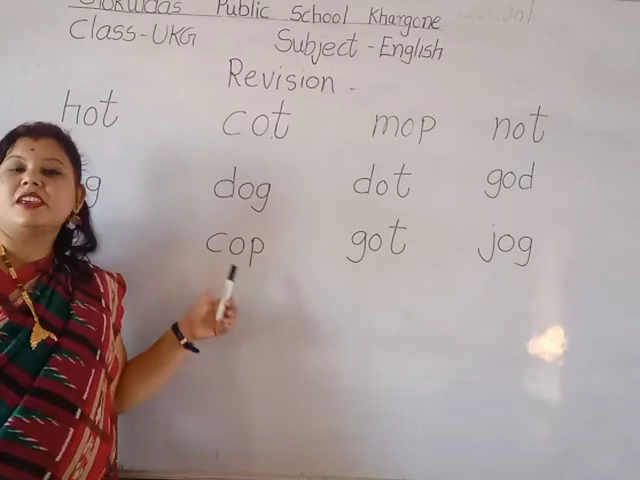 Public School Khargone
Class-UKG Subject - English
Revision -
hot cot mop not
dog dot god
cop got jog